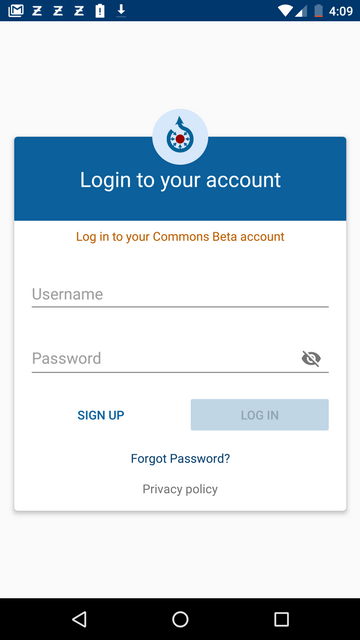 4:09
Login to your account
Log in to your Commons Beta account
Username
Password
SIGN UP
LOG IN
Forgot Password?
Privacy policy